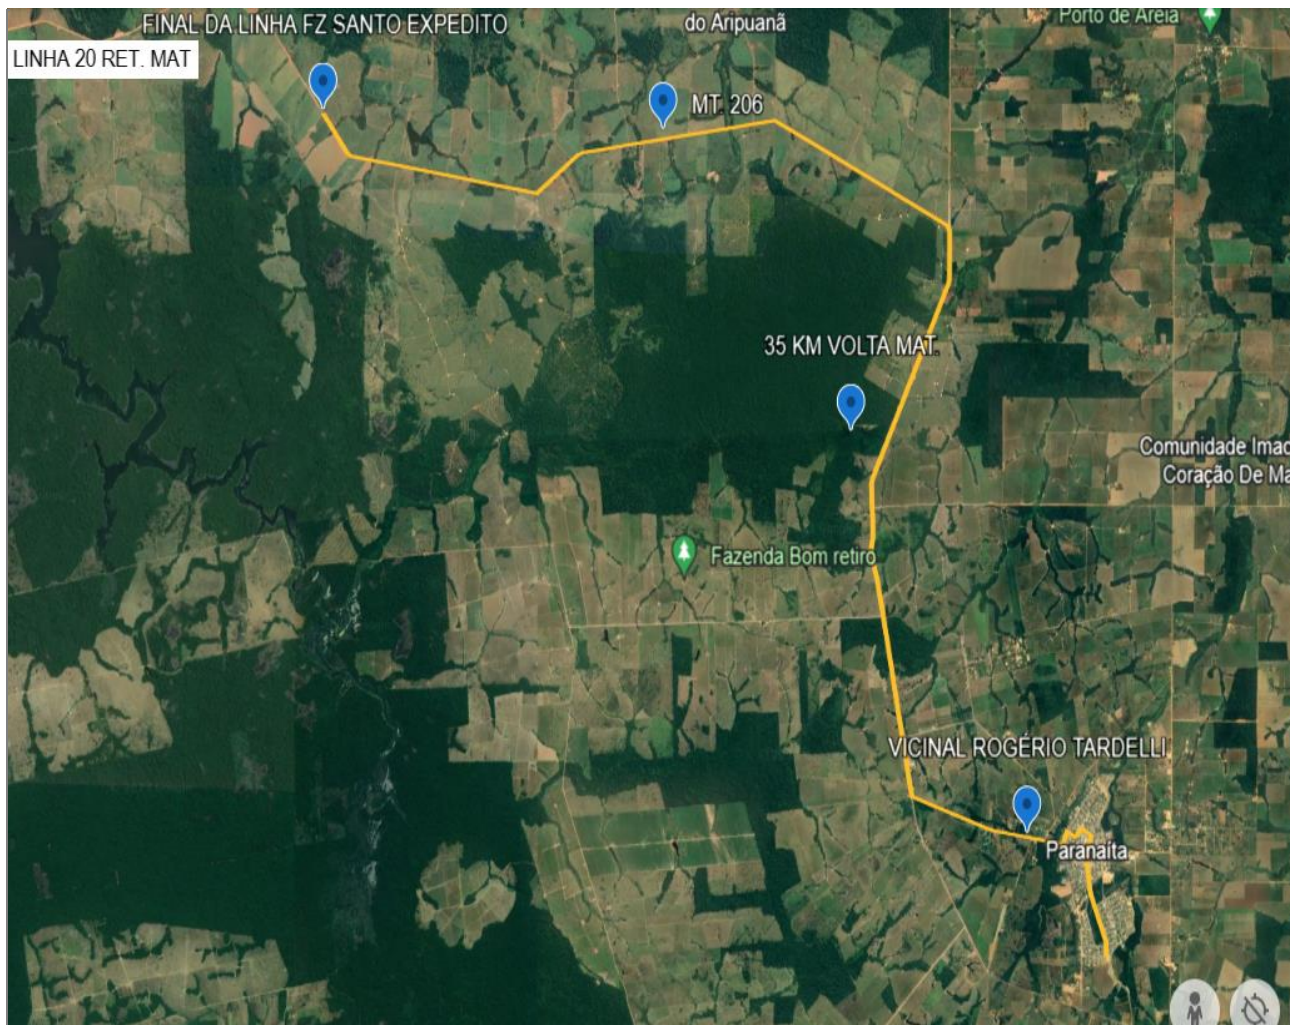 FINAL DA LINHA FZ SANTO EXPEDITO
do Aripuanã
Porto de Areia
LINHA 20 RET. MAT
MT. 206
35 KM VOLTA MAT.
Comunidade Imac
Coração De Ma
Fazenda Bom retiro
VICINAL ROGÉRIO TARDELLI
Paranaíta